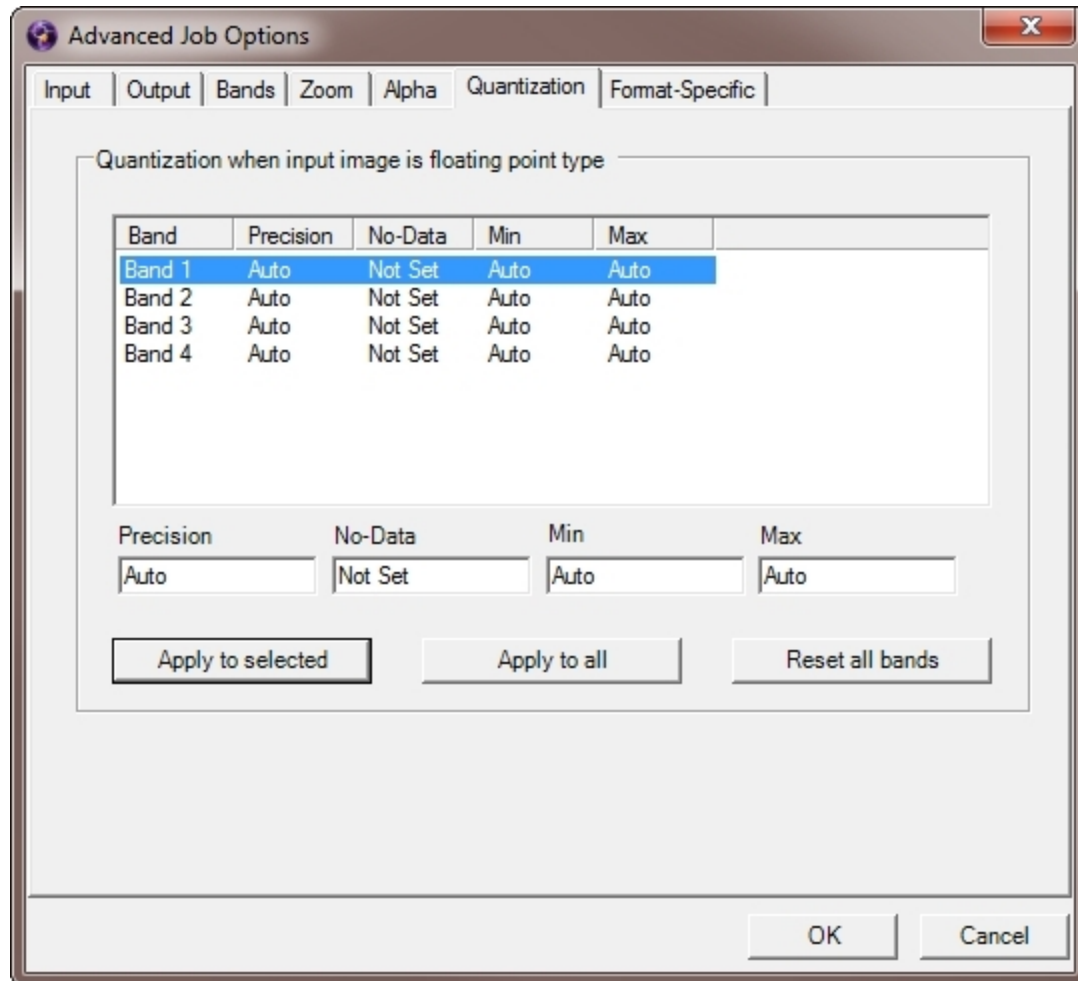 Advanced Job Options
Input Output Bands Zoom Alpha Quantization Format-Specific
Quantization when input image is floating point type
Band Precision No-Data Min Max
Band 1 Auto Not Set Auto Auto
Band 2 Auto Not Set Auto Auto
Band 3 Auto Not Set Auto Auto
Band 4 Auto Not Set Auto Auto
Precision No-Data Min Max
Auto Not Set Auto Auto
Apply to selected Apply to all Reset all bands
OK Cancel